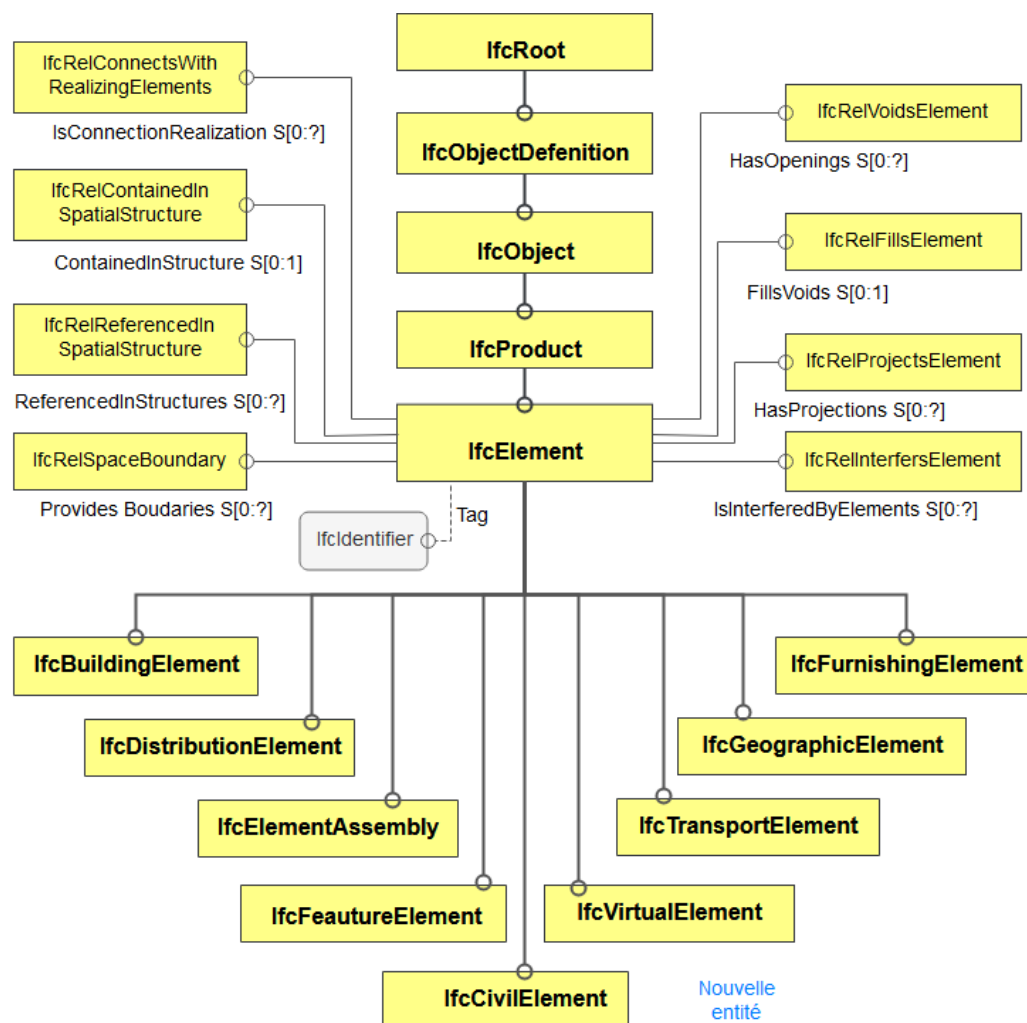 IfcRoot
IfcRelConnectsWith
RealizingElements
IsConnectionRealization S[0:?]
IfcRelVoidsElement
HasOpenings S[0:?]
IfcObjectDefenition
IfcRelContainedIn
SpatialStructure
ContainedInStructure S[0:1]
IfcObject
IfcRelFillsElement
FillsVoids S[0:1]
IfcRelReferencedIn
SpatialStructure
ReferencedInStructures S[0:?]
IfcProduct
IfcRelProjectsElement
HasProjections S[0:?]
IfcRelSpaceBoundary
Provides Boudaries S[0:?]
IfcElement
IfcRelInterfersElement
IsInterferedByElements S[0:?]
Tag
IfcIdentifier
IfcBuildingElement
IfcFurnishingElement
IfcDistributionElement
IfcGeographicElement
IfcElementAssembly
IfcTransportElement
IfcFeautureElement
IfcVirtualElement
IfcCivilElement
Nouvelle
entité